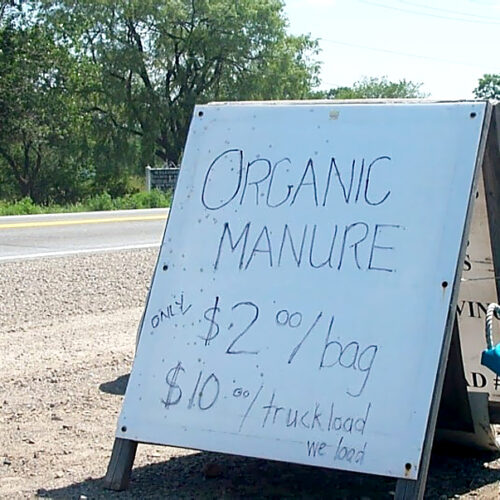 ORGANIC
MANURE
ONLY $2.00/bag
$10.00/truckload
we load